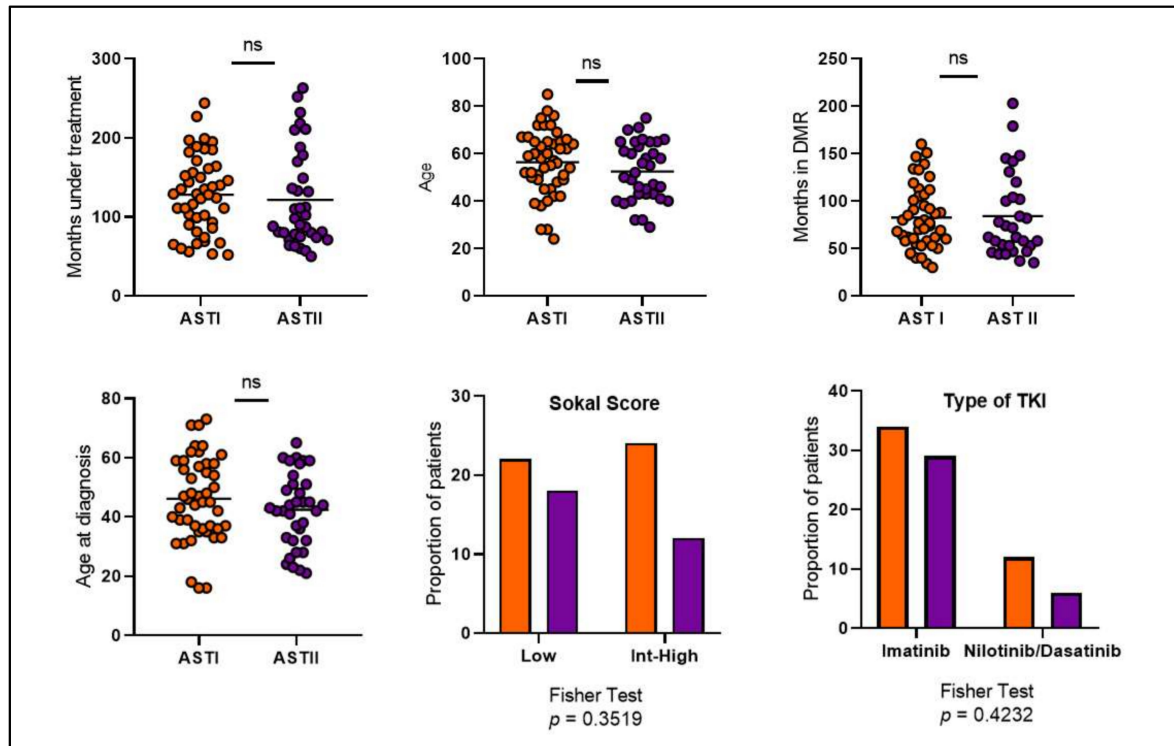 ns
Months under treatment
300
200
100
0
ASTI
ASTII
ns
Age
100
80
60
40
20
0
ASTI
ASTII
ns
Months in DMR
250
200
150
100
50
0
AST I
AST II
ns
Age at diagnosis
80
60
40
20
0
ASTI
ASTII
Sokal Score
Proportion of patients
30
20
10
0
Low
Int-High
Fisher Test
p = 0.3519
Type of TKI
Proportion of patients
40
30
20
10
0
Imatinib
Nilotinib/Dasatinib
Fisher Test
p = 0.4232